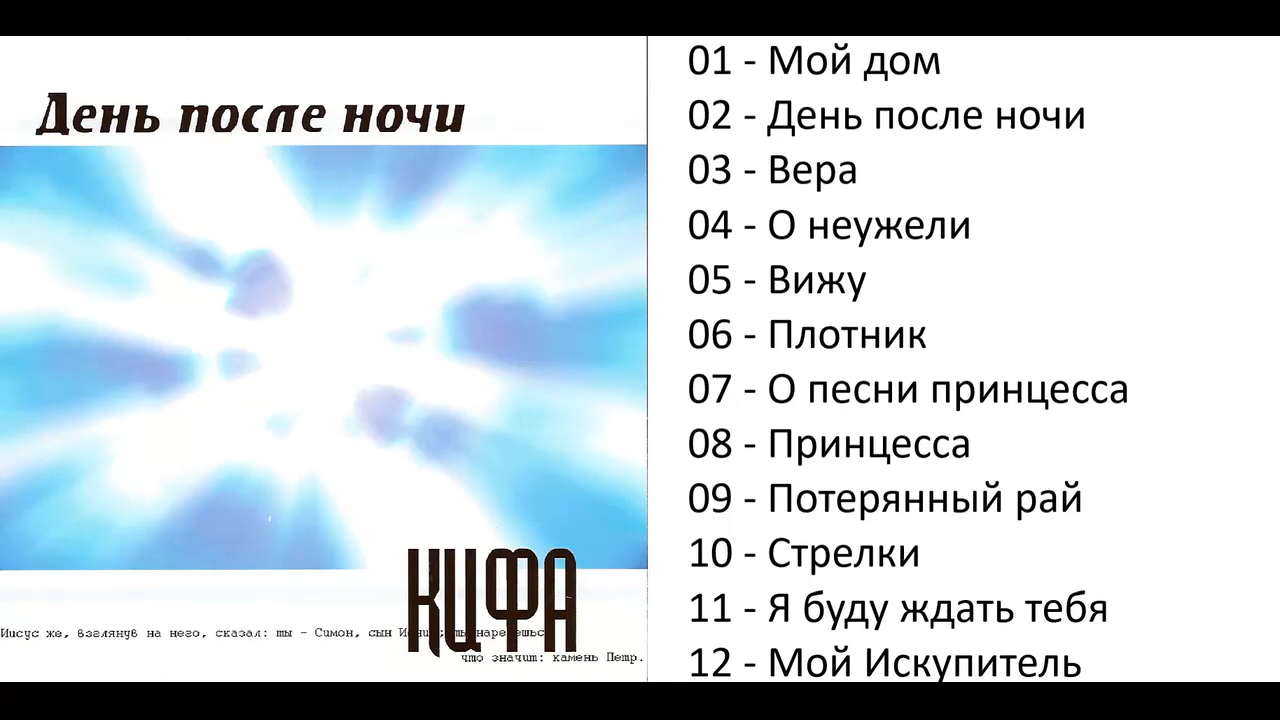 День после ночи
КИФА
Иисус же, взглянув на него, сказал: ты - Симон, сын
что значит: камень Петр.
01 - Мой дом
02 - День после ночи
03 - Вера
04 - О неужели
05 - Вижу
06 - Плотник
07 - О песни принцесса
08 - Принцесса
09 - Потерянный рай
10 - Стрелки
11 - Я буду ждать тебя
12 - Мой Искупитель